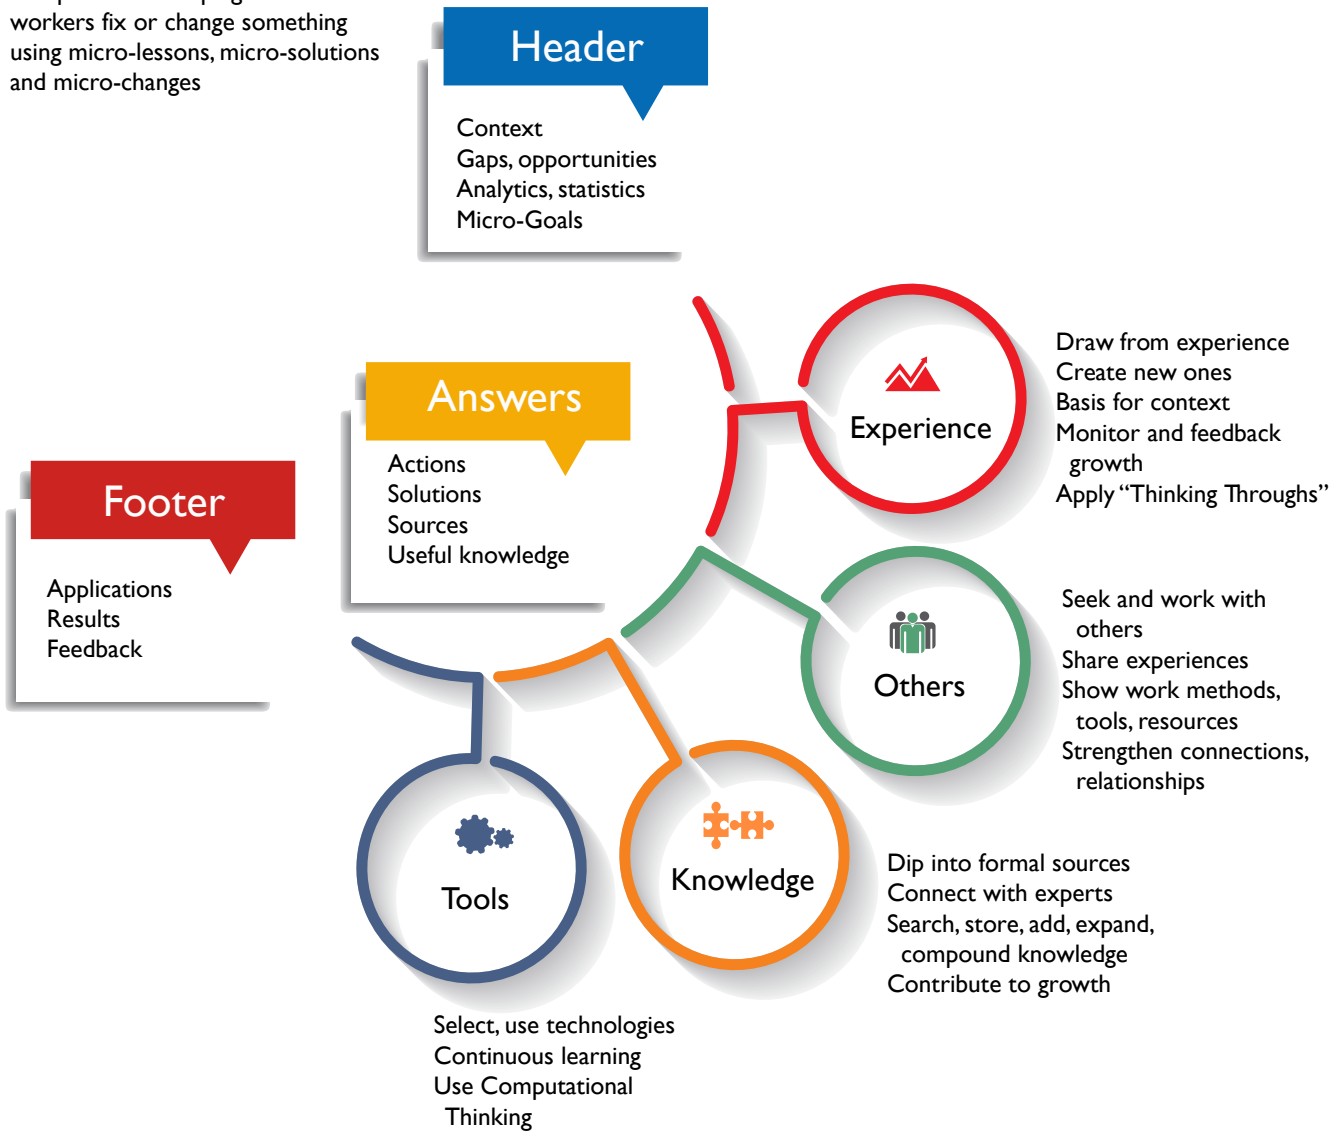 workers fix or change something
using micro-lessons, micro-solutions
and micro-changes
Header
Context
Gaps, opportunities
Analytics, statistics
Micro-Goals
Answers
Actions
Solutions
Sources
Useful knowledge
Footer
Applications
Results
Feedback
Experience
Draw from experience
Create new ones
Basis for context
Monitor and feedback
growth
Apply “Thinking Throughs”
Others
Seek and work with
others
Share experiences
Show work methods,
tools, resources
Strengthen connections,
relationships
Knowledge
Dip into formal sources
Connect with experts
Search, store, add, expand,
compound knowledge
Contribute to growth
Tools
Select, use technologies
Continuous learning
Use Computational
Thinking